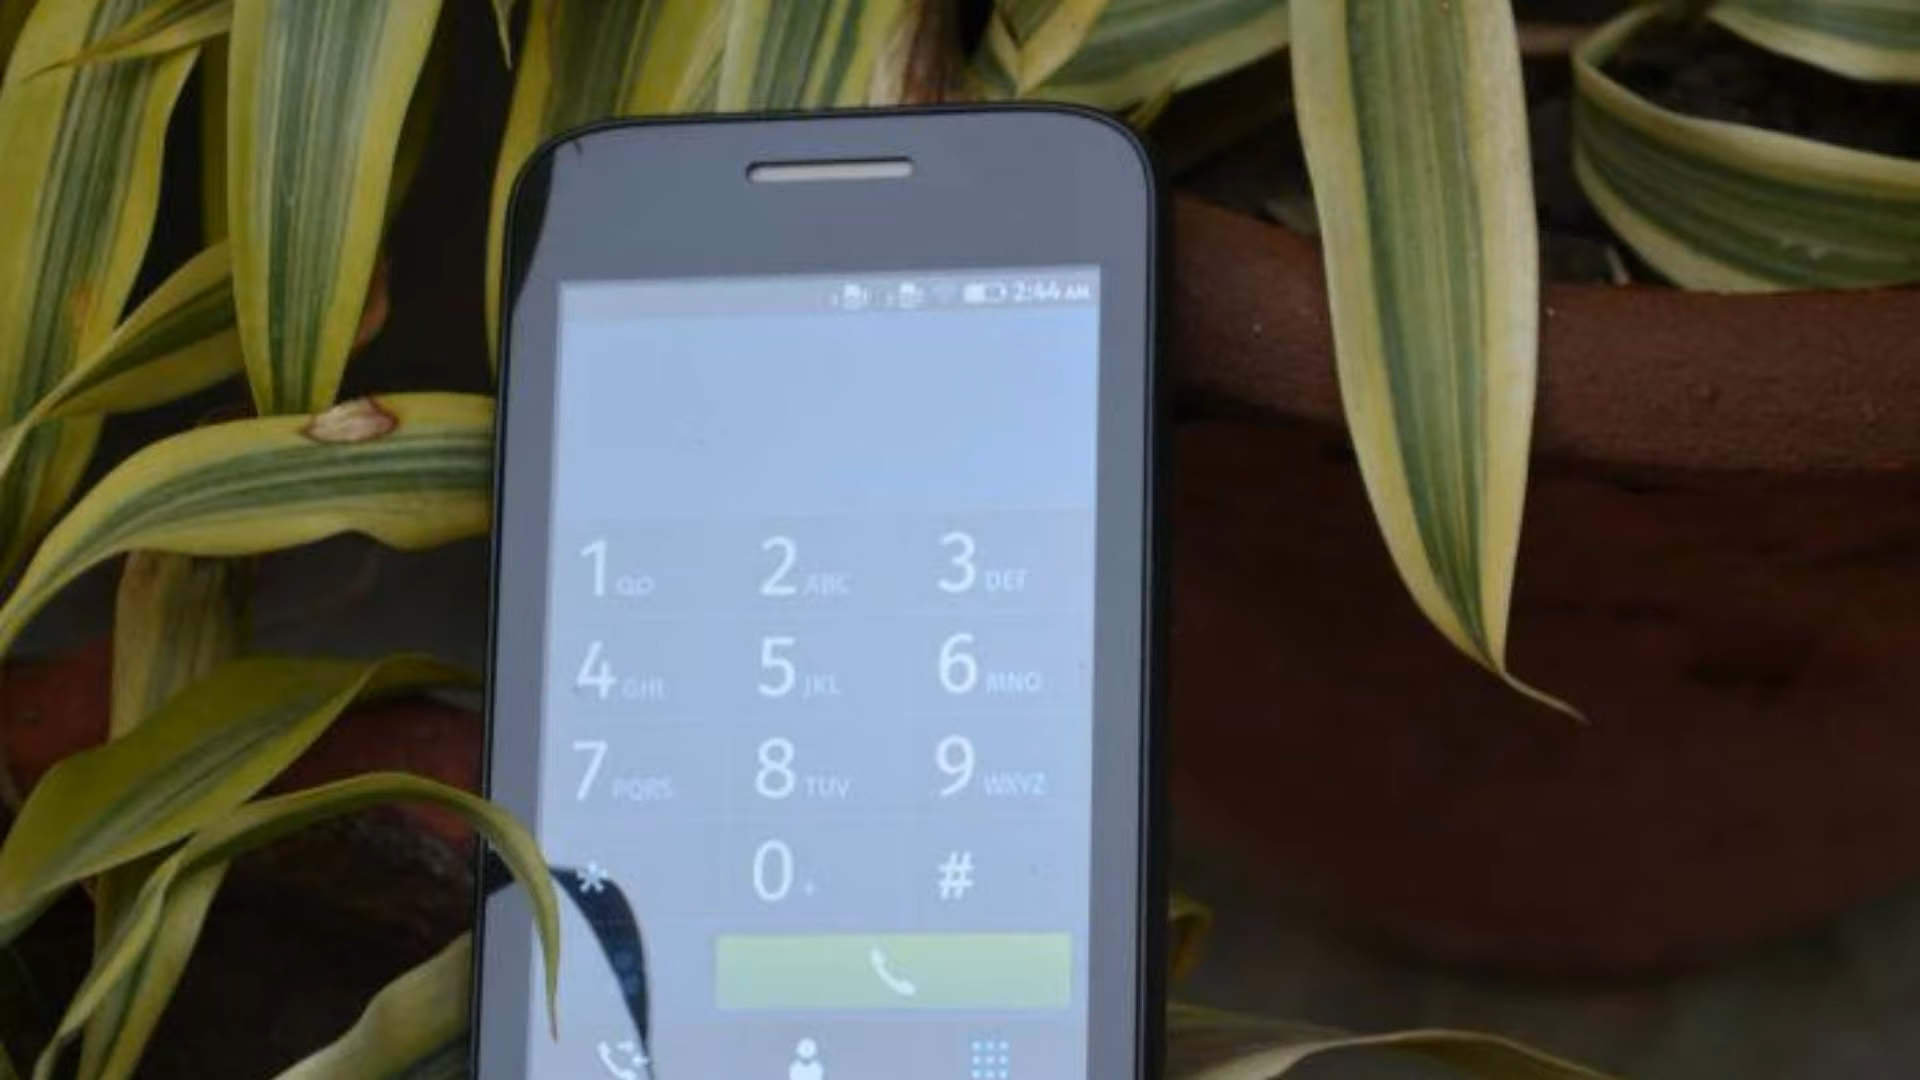 2:44 AM
1 2 ABC 3 DEF
4 GHI 5 JKL 6 MNO
7 PQRS 8 TUV 9 WXYZ
* 0 + #